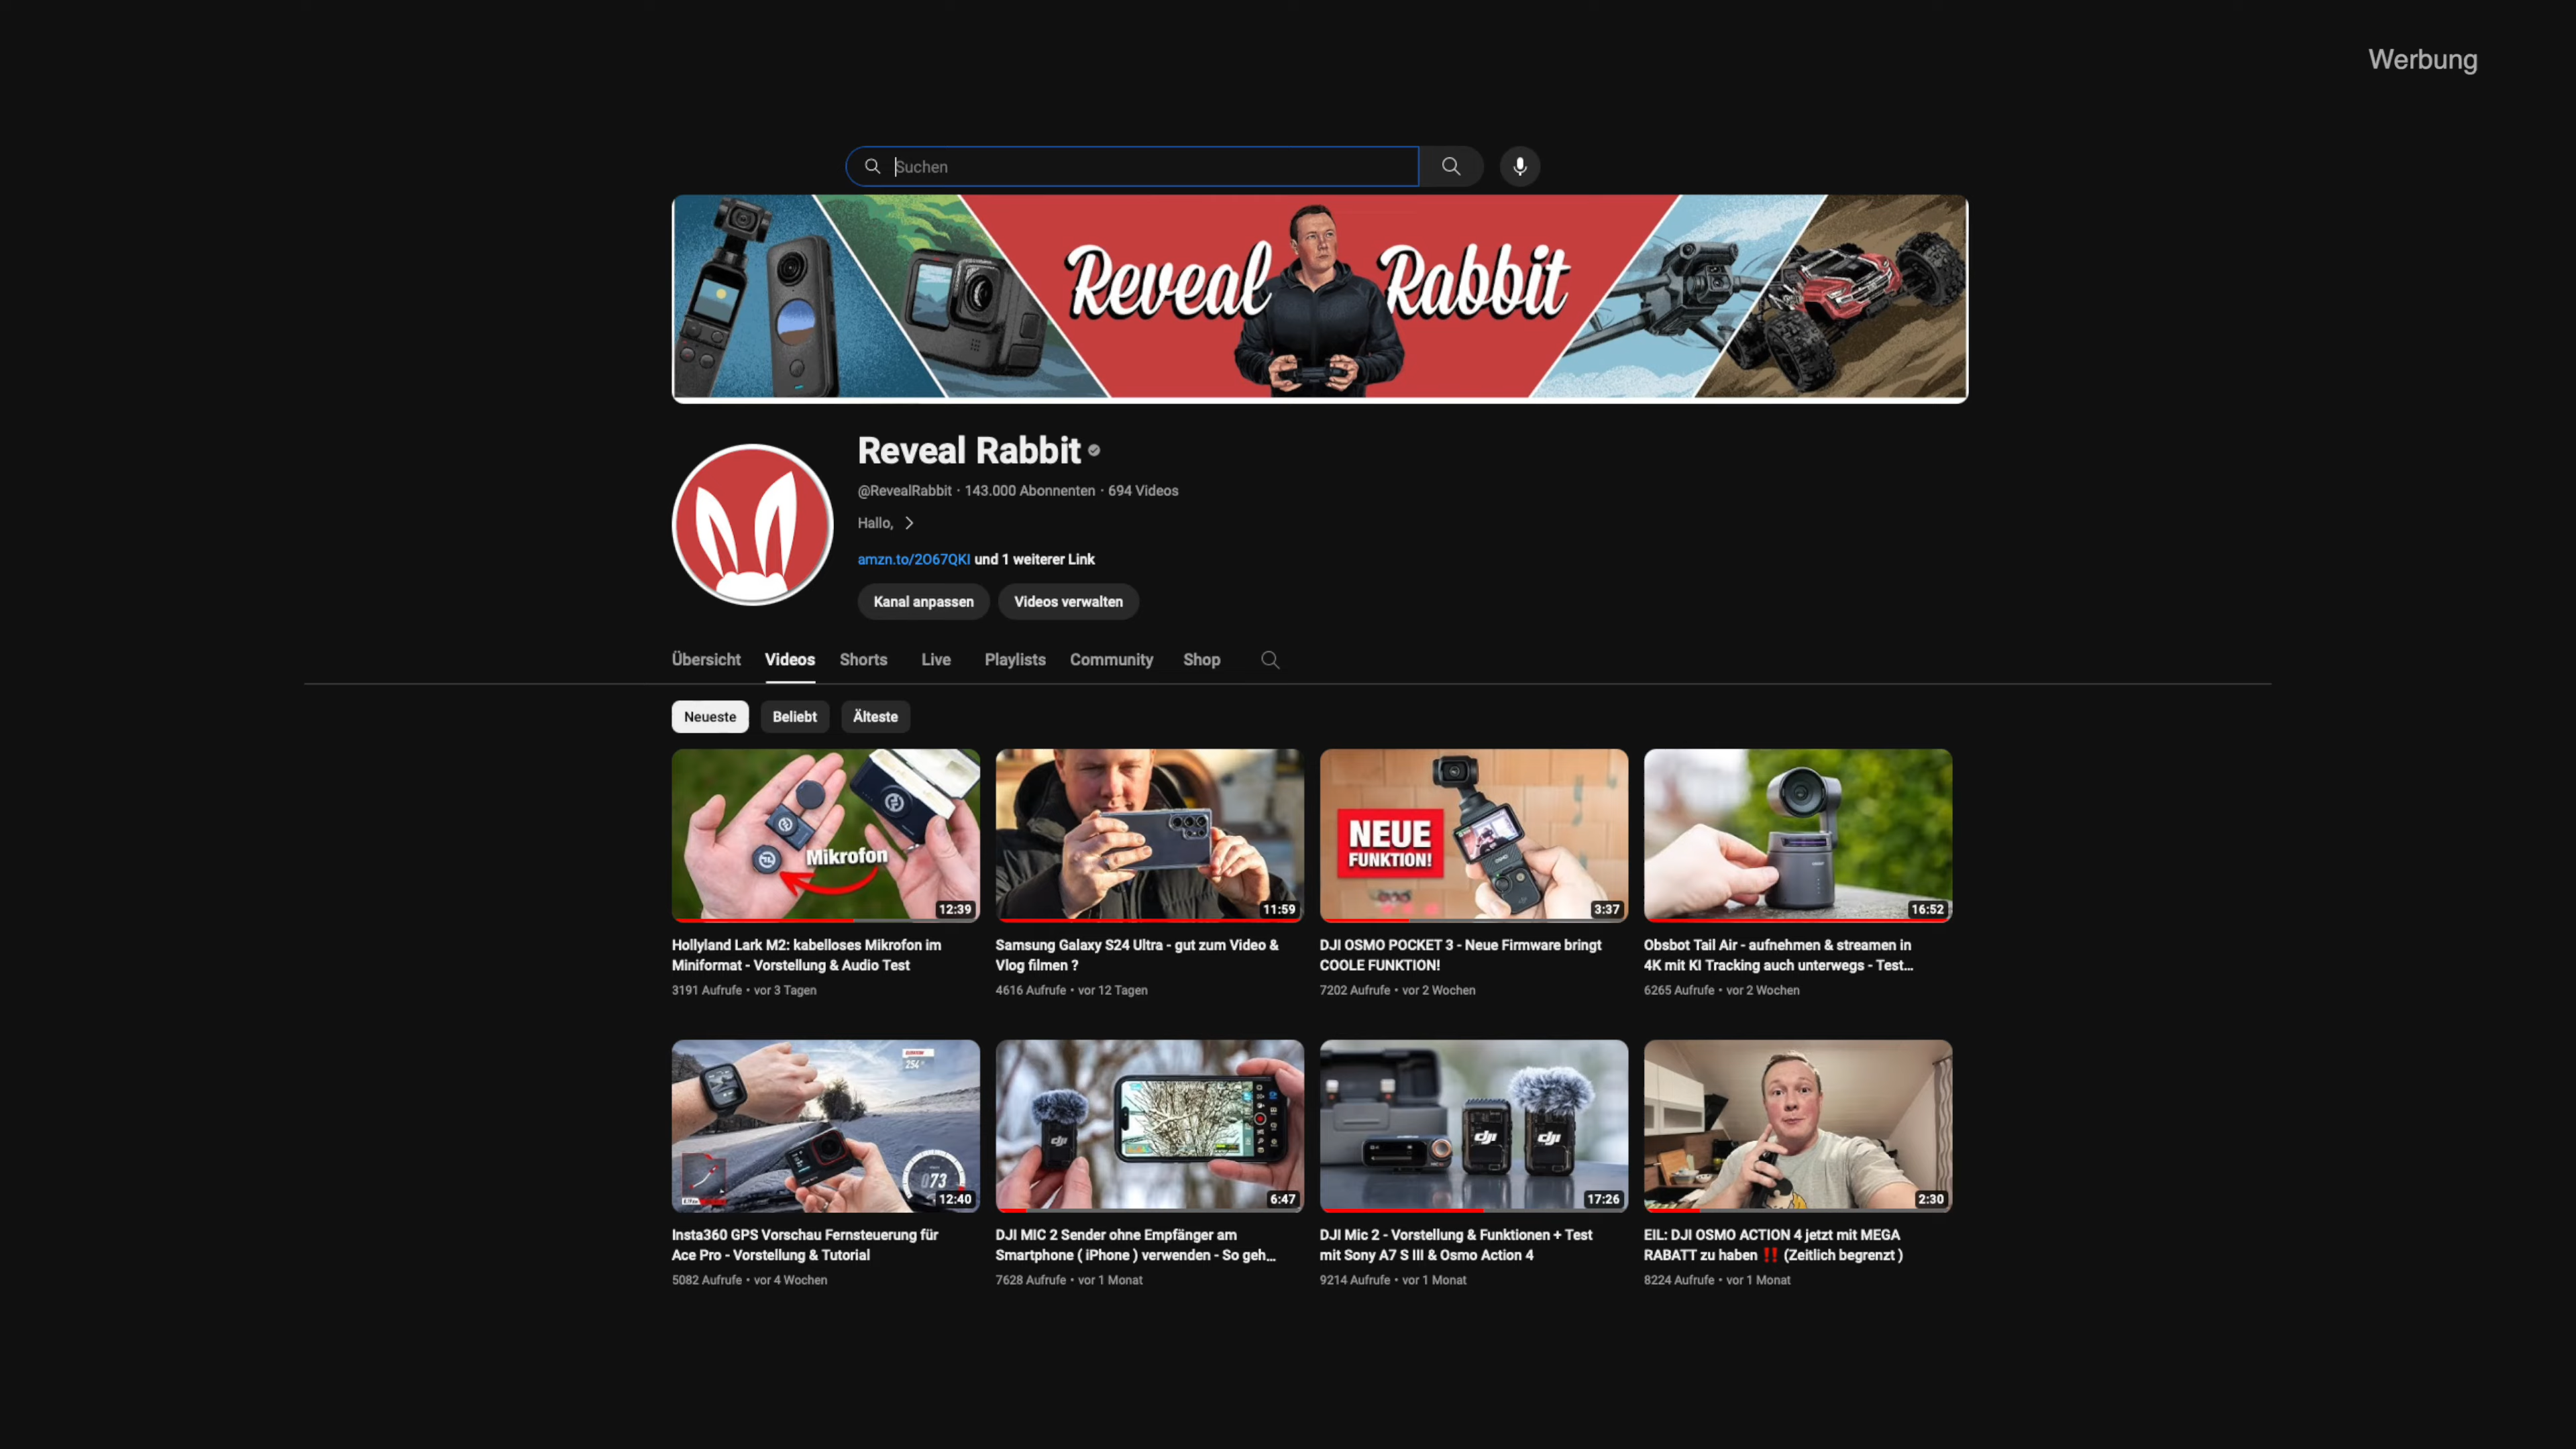 Werbung
Suchen
Reveal Rabbit
Reveal Rabbit
@RevealRabbit · 143.000 Abonnenten · 694 Videos
Hallo,
amzn.to/2O67QKI und 1 weiterer Link
Kanal anpassen
Videos verwalten
Übersicht Videos Shorts Live Playlists Community Shop
Neueste Beliebt Älteste
Mikrofon
12:39
11:59
NEUE
FUNKTION!
3:37
16:52
Hollyland Lark M2: kabelloses Mikrofon im
Miniformat - Vorstellung & Audio Test
3191 Aufrufe • vor 3 Tagen
Samsung Galaxy S24 Ultra - gut zum Video &
Vlog filmen ?
4616 Aufrufe • vor 12 Tagen
DJI OSMO POCKET 3 - Neue Firmware bringt
COOLE FUNKTION!
7202 Aufrufe • vor 2 Wochen
Obsbot Tail Air - aufnehmen & streamen in
4K mit KI Tracking auch unterwegs - Test...
6265 Aufrufe • vor 2 Wochen
254°
073
12:40
dji
6:47
dji
dji
17:26
2:30
Insta360 GPS Vorschau Fernsteuerung für
Ace Pro - Vorstellung & Tutorial
5082 Aufrufe • vor 4 Wochen
DJI MIC 2 Sender ohne Empfänger am
Smartphone ( iPhone ) verwenden - So geh...
7628 Aufrufe • vor 1 Monat
DJI Mic 2 - Vorstellung & Funktionen + Test
mit Sony A7 S III & Osmo Action 4
9214 Aufrufe • vor 1 Monat
EIL: DJI OSMO ACTION 4 jetzt mit MEGA
RABATT zu haben ‼️ (Zeitlich begrenzt )
8224 Aufrufe • vor 1 Monat